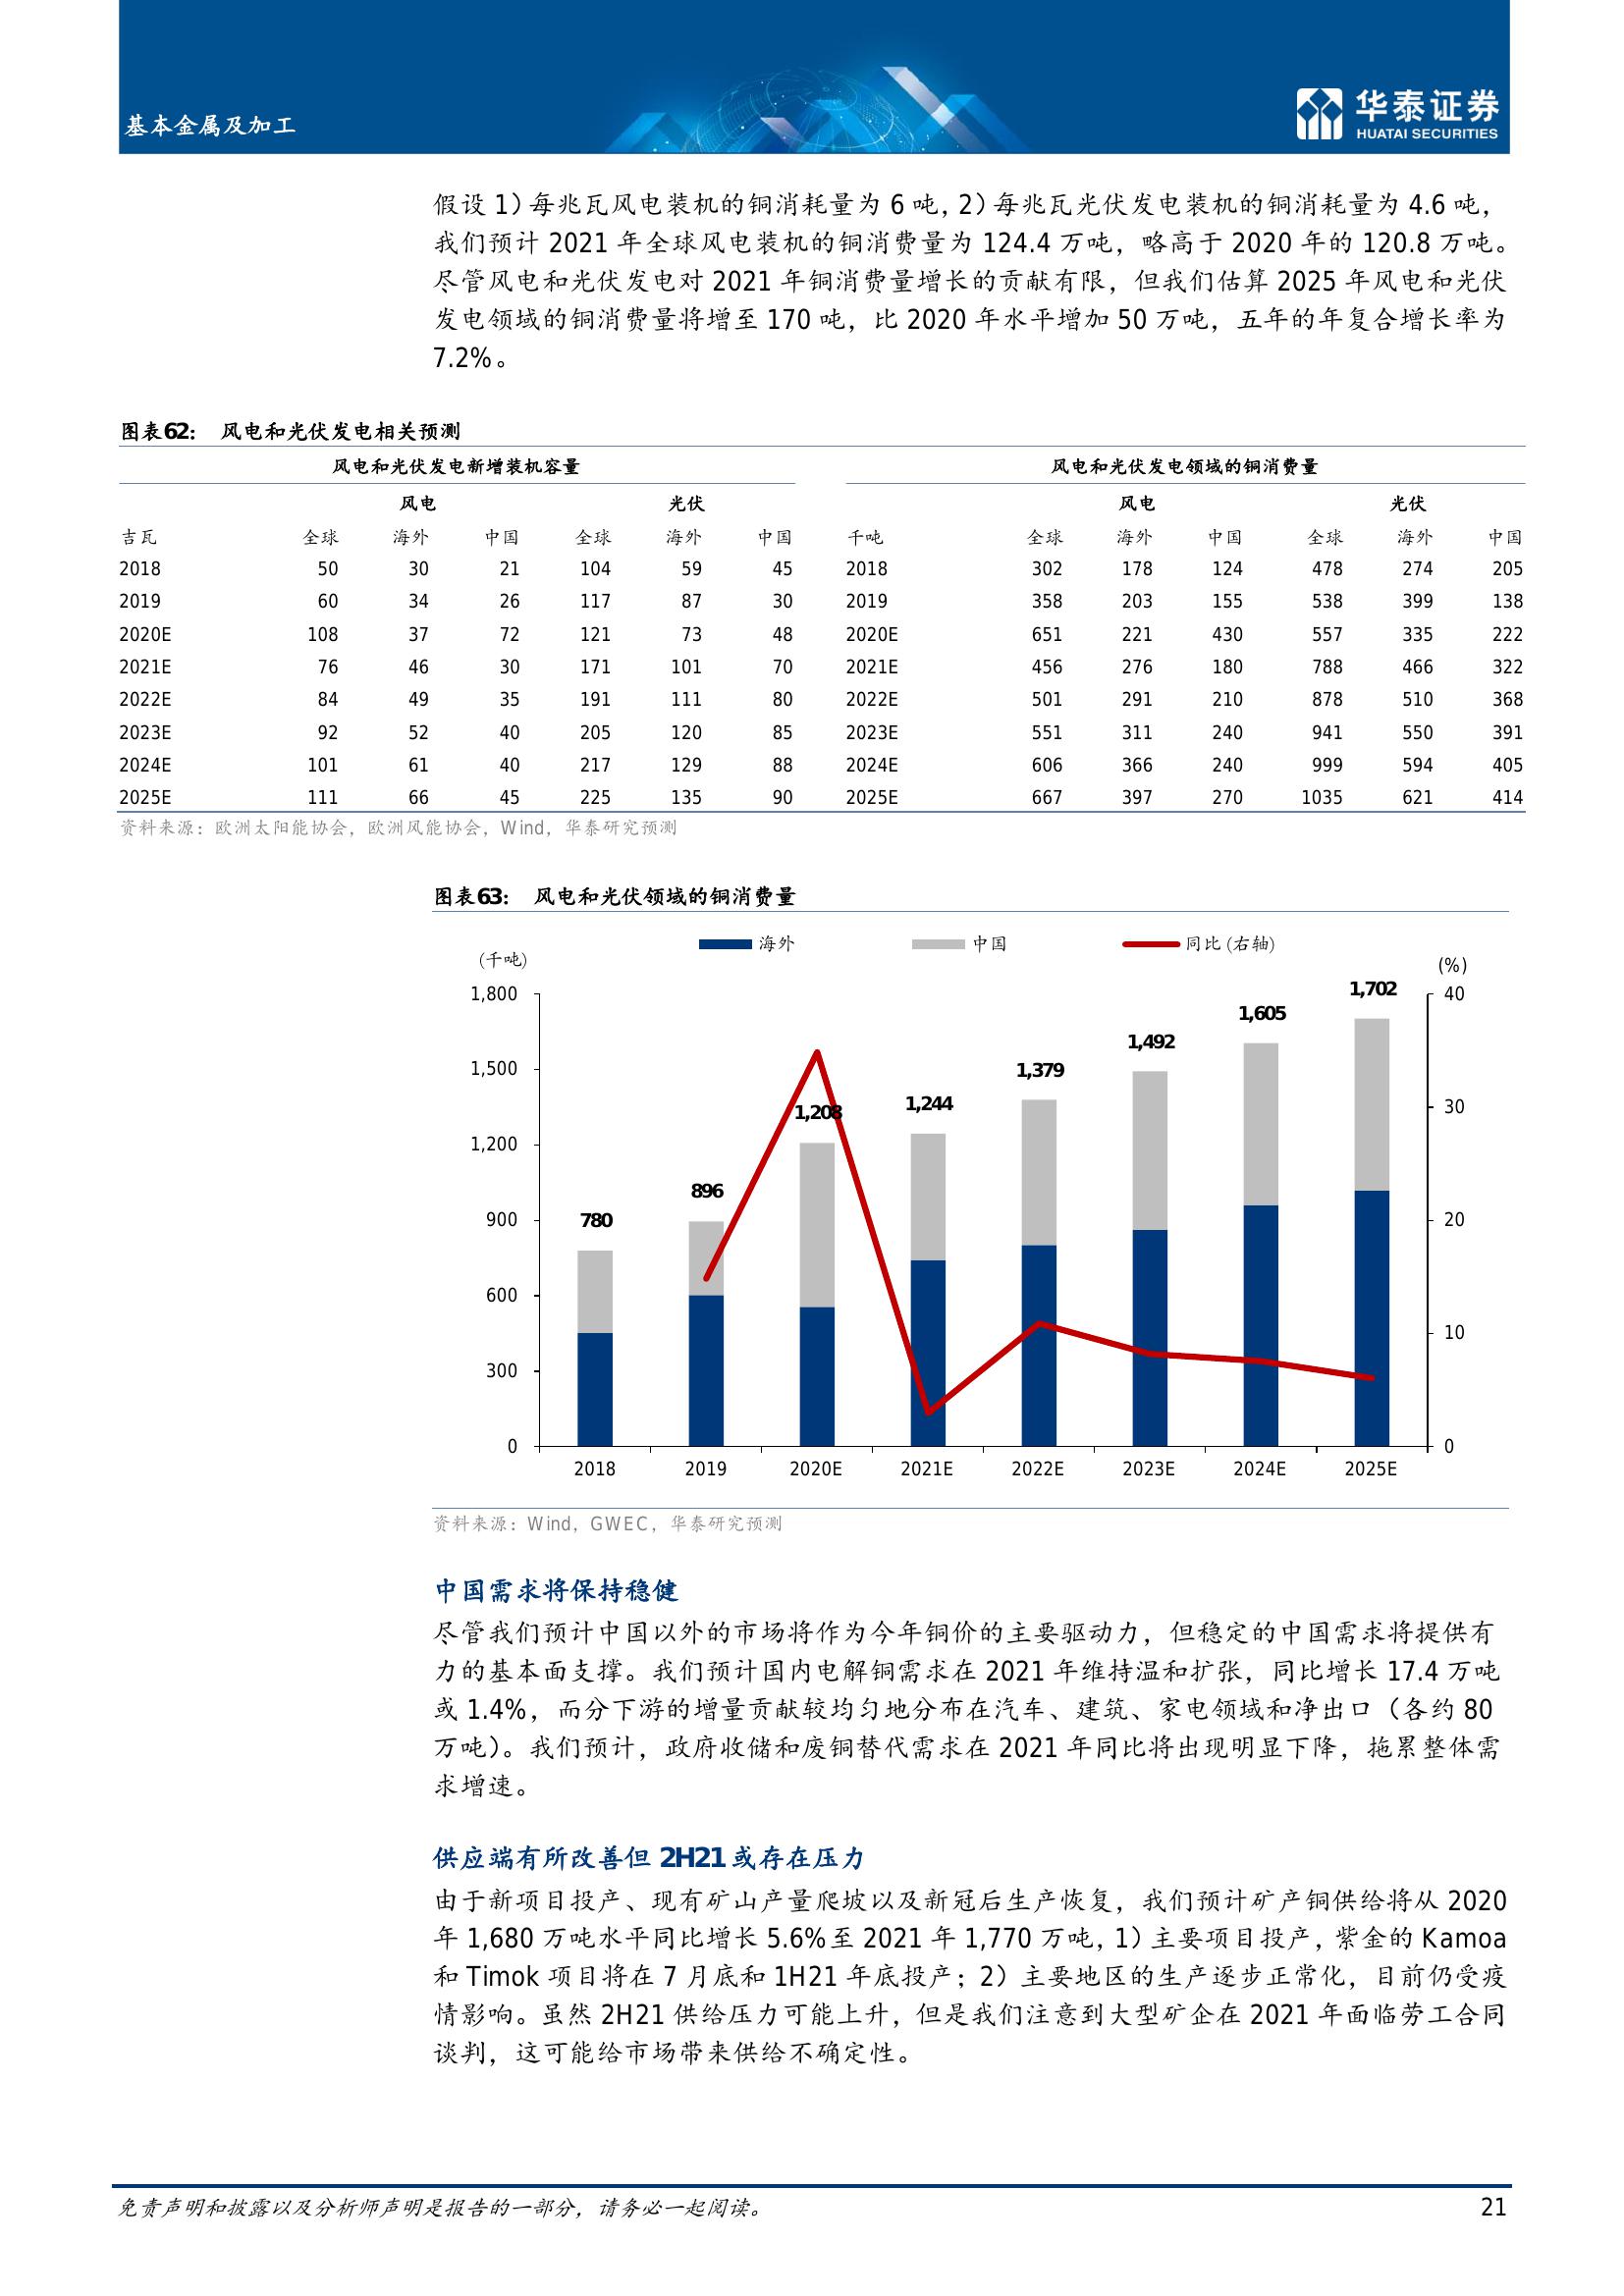 基本金属及加工
华泰证券
HUATAI SECURITIES
假设 1）每兆瓦风电装机的铜消耗量为 6 吨，2）每兆瓦光伏发电装机的铜消耗量为 4.6 吨，
我们预计 2021 年全球风电装机的铜消费量为 124.4 万吨，略高于 2020 年的 120.8 万吨。
尽管风电和光伏发电对 2021 年铜消费量增长的贡献有限，但我们估算 2025 年风电和光伏
发电领域的铜消费量将增至 170 吨，比 2020 年水平增加 50 万吨，五年的年复合增长率为
7.2%。
图表62： 风电和光伏发电相关预测
风电和光伏发电新增装机容量 风电和光伏发电领域的铜消费量
风电 光伏 风电 光伏
吉瓦 全球 海外 中国 全球 海外 中国 千吨 全球 海外 中国 全球 海外 中国
2018 50 30 21 104 59 45 2018 302 178 124 478 274 205
2019 60 34 26 117 87 30 2019 358 203 155 538 399 138
2020E 108 37 72 121 73 48 2020E 651 221 430 557 335 222
2021E 76 46 30 171 101 70 2021E 456 276 180 788 466 322
2022E 84 49 35 191 111 80 2022E 501 291 210 878 510 368
2023E 92 52 40 205 120 85 2023E 551 311 240 941 550 391
2024E 101 61 40 217 129 88 2024E 606 366 240 999 594 405
2025E 111 66 45 225 135 90 2025E 667 397 270 1035 621 414
资料来源：欧洲太阳能协会，欧洲风能协会，Wind，华泰研究预测
图表63： 风电和光伏领域的铜消费量
海外 中国 同比 (右轴)
(千吨) (%)
1,800 40
1,702
1,605
1,492
1,500
1,379
1,208 1,244 30
1,200
896
900 780 20
600
10
300
0 0
2018 2019 2020E 2021E 2022E 2023E 2024E 2025E
资料来源：Wind，GWEC，华泰研究预测
中国需求将保持稳健
尽管我们预计中国以外的市场将作为今年铜价的主要驱动力，但稳定的中国需求将提供有
力的基本面支撑。我们预计国内电解铜需求在 2021 年维持温和扩张，同比增长 17.4 万吨
或 1.4%，而分下游的增量贡献较均匀地分布在汽车、建筑、家电领域和净出口（各约 80
万吨）。我们预计，政府收储和废铜替代需求在 2021 年同比将出现明显下降，拖累整体需
求增速。
供应端有所改善但 2H21 或存在压力
由于新项目投产、现有矿山产量爬坡以及新冠后生产恢复，我们预计矿产铜供给将从 2020
年 1,680 万吨水平同比增长 5.6%至 2021 年 1,770 万吨，1）主要项目投产，紫金的 Kamoa
和 Timok 项目将在 7 月底和 1H21 年底投产；2）主要地区的生产逐步正常化，目前仍受疫
情影响。虽然 2H21 供给压力可能上升，但是我们注意到大型矿企在 2021 年面临劳工合同
谈判，这可能给市场带来供给不确定性。
免责声明和披露以及分析师声明是报告的一部分，请务必一起阅读。 21